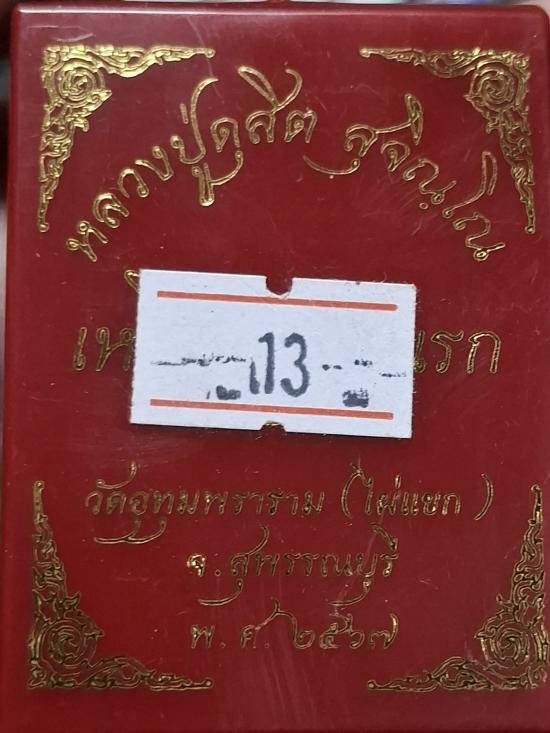 หลวงปู่ดุสิต สุจิณฺโณ
13
วัดอุทุมพราราม (ไผ่แขก)
จ. สุพรรณบุรี
พ.ศ. ๒๕๖๗